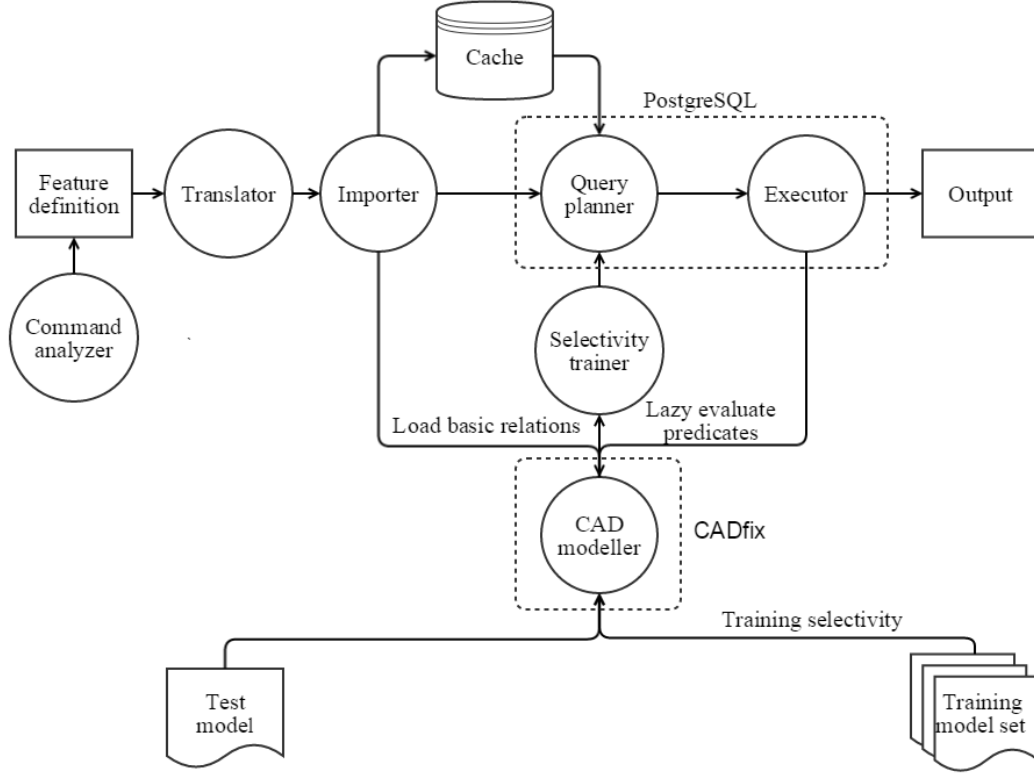 Cache
PostgreSQL
Feature
definition
Translator
Importer
Query
planner
Executor
Output
Command
analyzer
Selectivity
trainer
Load basic relations
Lazy evaluate
predicates
CAD
modeller
CADfix
Training selectivity
Test
model
Training
model set